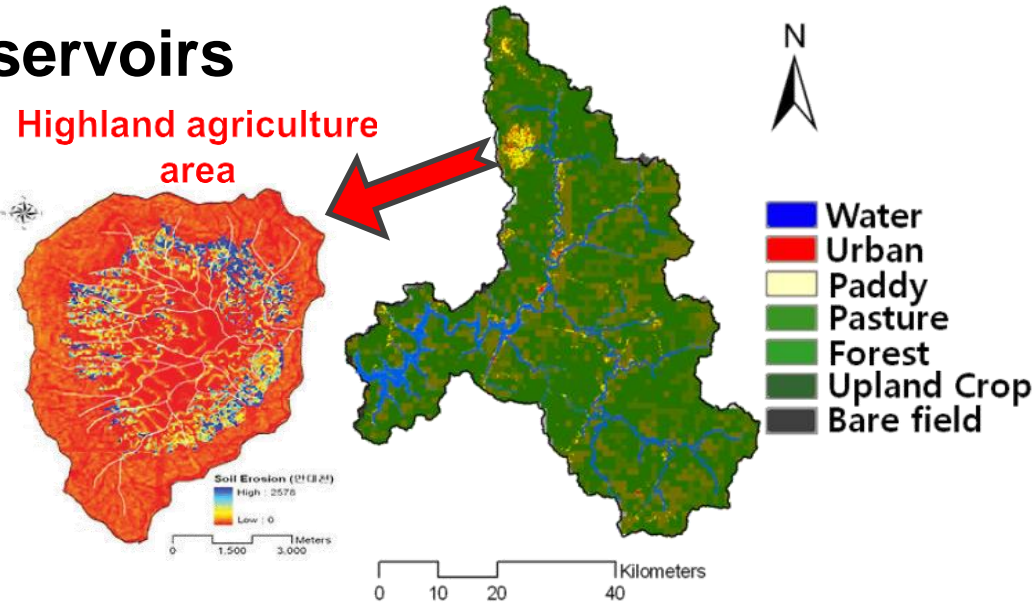 servoirs
Highland agriculture
area
N
Water
Urban
Paddy
Pasture
Forest
Upland Crop
Bare field
Soil Erosion (만대천)
High : 2578
Low : 0
Meters
0 1,500 3,000
Kilometers
0 10 20 40